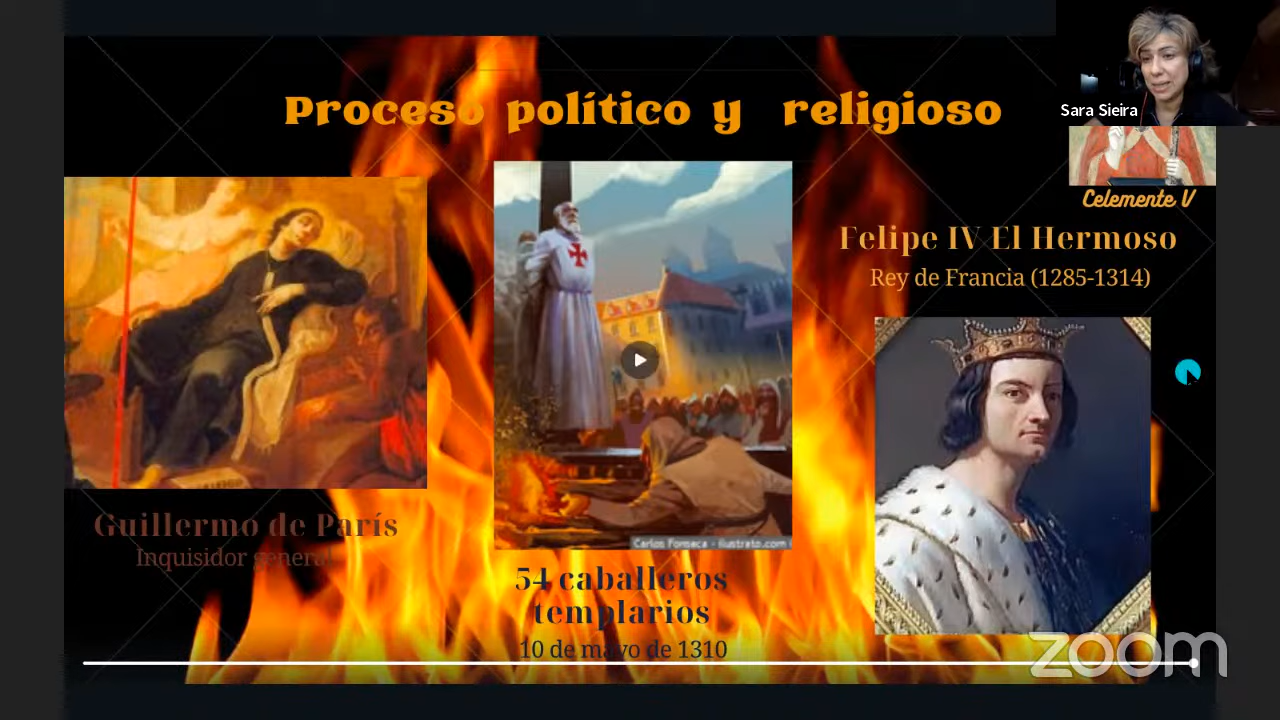 Proceso político y religioso
Sara Sieira
Celemente V
Felipe IV El Hermoso
Rey de Francia (1285-1314)
Guillermo de París
Inquisidor general
Carlos Fonseca - ilustrato.com
54 caballeros
templarios
10 de mayo de 1310
zoom